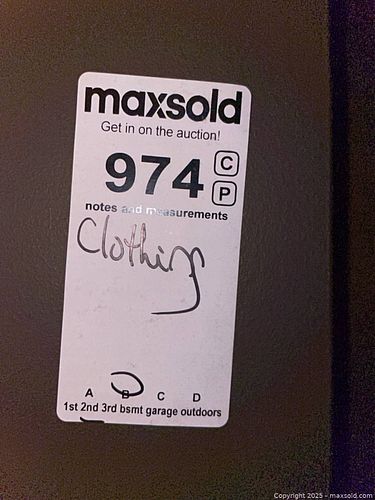 maxsold
Get in on the auction!
974 C
P
notes and measurements
Clothing
A B C D
1st 2nd 3rd bsmt garage outdoors
Copyright 2025 - maxsold.com